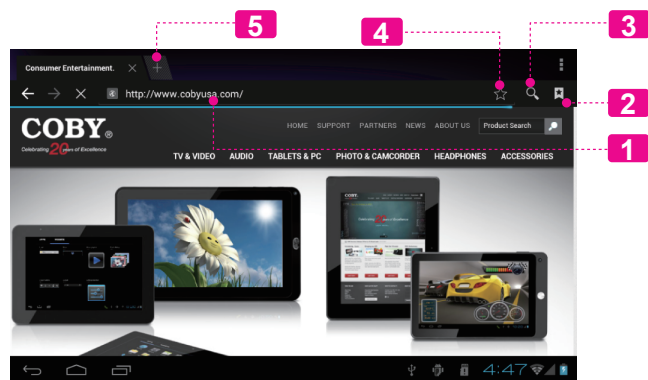 5
4
3
Consumer Entertainment.
http://www.cobyusa.com/
2
COBY®
Celebrating 20 years of Excellence
HOME SUPPORT PARTNERS NEWS ABOUT US Product Search
1
TV & VIDEO AUDIO TABLETS & PC PHOTO & CAMCORDER HEADPHONES ACCESSORIES
COBY
4:47